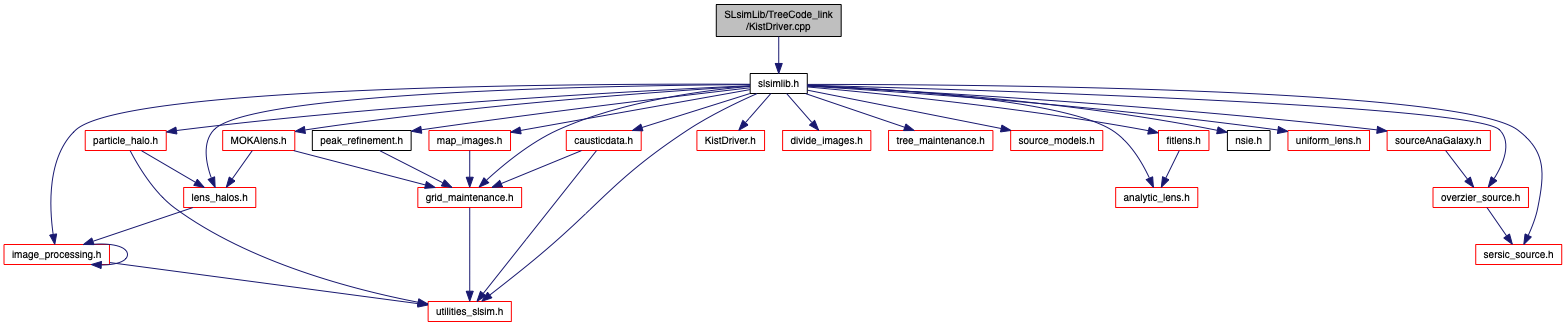 SLsimLib/TreeCode_link
/KistDriver.cpp
slsimlib.h
particle_halo.h
MOKAlens.h
peak_refinement.h
map_images.h
causticdata.h
KistDriver.h
divide_images.h
tree_maintenance.h
source_models.h
fitlens.h
nsie.h
uniform_lens.h
sourceAnaGalaxy.h
lens_halos.h
grid_maintenance.h
analytic_lens.h
overzier_source.h
image_processing.h
sersic_source.h
utilities_slsim.h